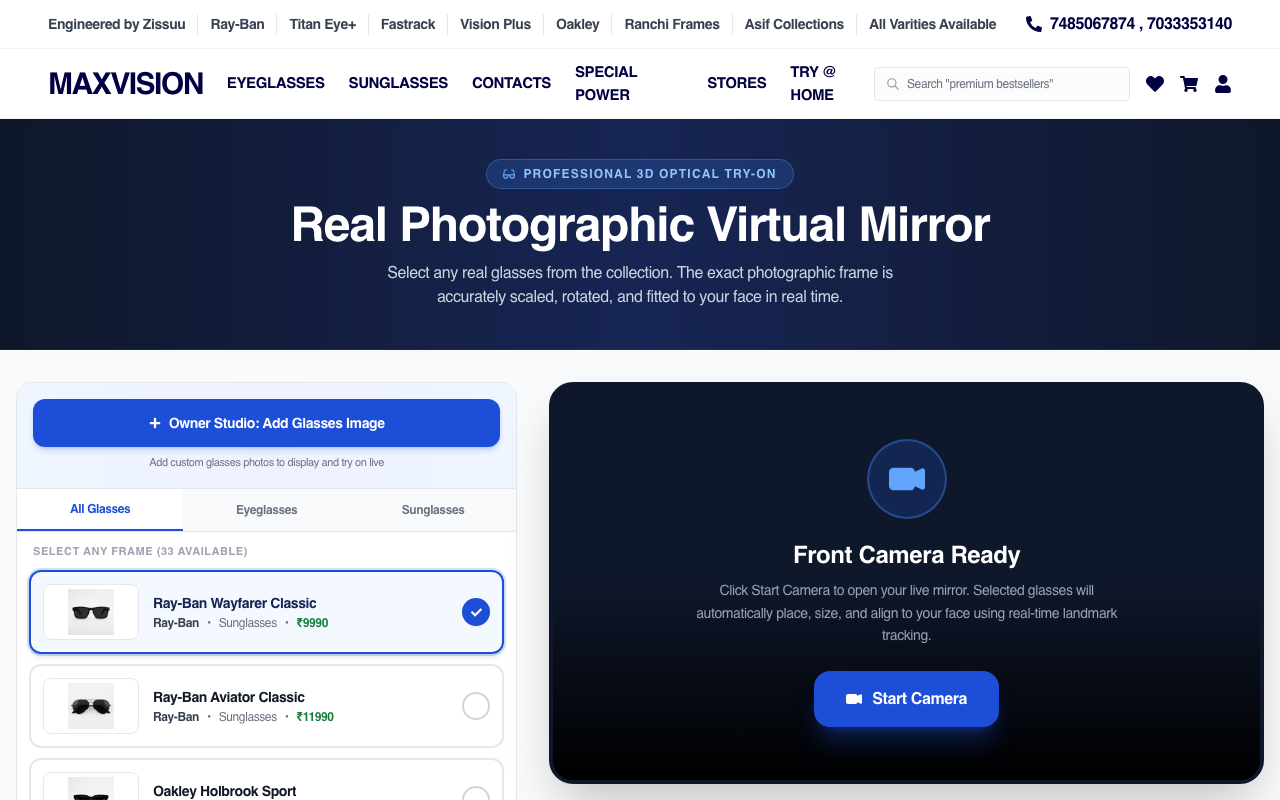 Engineered by Zissuu Ray-Ban Titan Eye+ Fastrack Vision Plus Oakley Ranchi Frames Asif Collections All Varities Available 7485067874 , 7033353140
MAXVISION EYEGLASSES SUNGLASSES CONTACTS SPECIAL POWER STORES TRY @ HOME Search "premium bestsellers"
PROFESSIONAL 3D OPTICAL TRY-ON
Real Photographic Virtual Mirror
Select any real glasses from the collection. The exact photographic frame is
accurately scaled, rotated, and fitted to your face in real time.
Owner Studio: Add Glasses Image
Add custom glasses photos to display and try on live
All Glasses Eyeglasses Sunglasses
SELECT ANY FRAME (33 AVAILABLE)
Ray-Ban Wayfarer Classic
Ray-Ban • Sunglasses • ₹9990
Ray-Ban Aviator Classic
Ray-Ban • Sunglasses • ₹11990
Oakley Holbrook Sport
Front Camera Ready
Click Start Camera to open your live mirror. Selected glasses will
automatically place, size, and align to your face using real-time landmark
tracking.
Start Camera